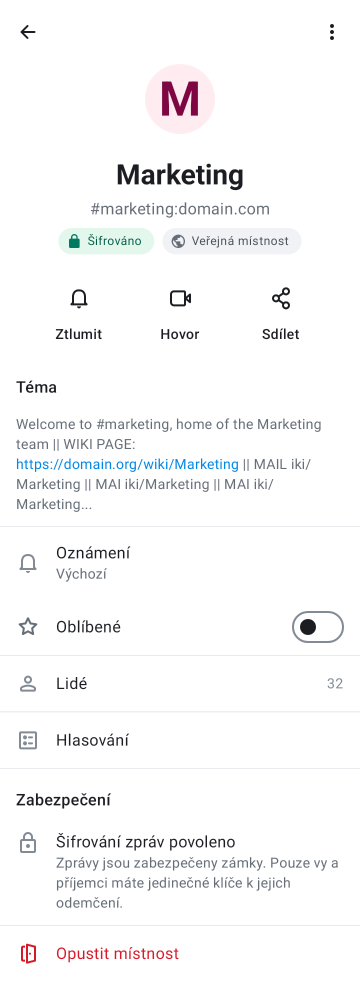 M
Marketing
#marketing:domain.com
Šifrováno
Veřejná místnost
Ztlumit
Hovor
Sdílet
Téma
Welcome to #marketing, home of the Marketing
team || WIKI PAGE:
https://domain.org/wiki/Marketing || MAIL iki/
Marketing || MAI iki/Marketing || MAI iki/
Marketing...
Oznámení
Výchozí
Oblíbené
Lidé
32
Hlasování
Zabezpečení
Šifrování zpráv povoleno
Zprávy jsou zabezpečeny zámky. Pouze vy a
příjemci máte jedinečné klíče k jejich
odemčení.
Opustit místnost